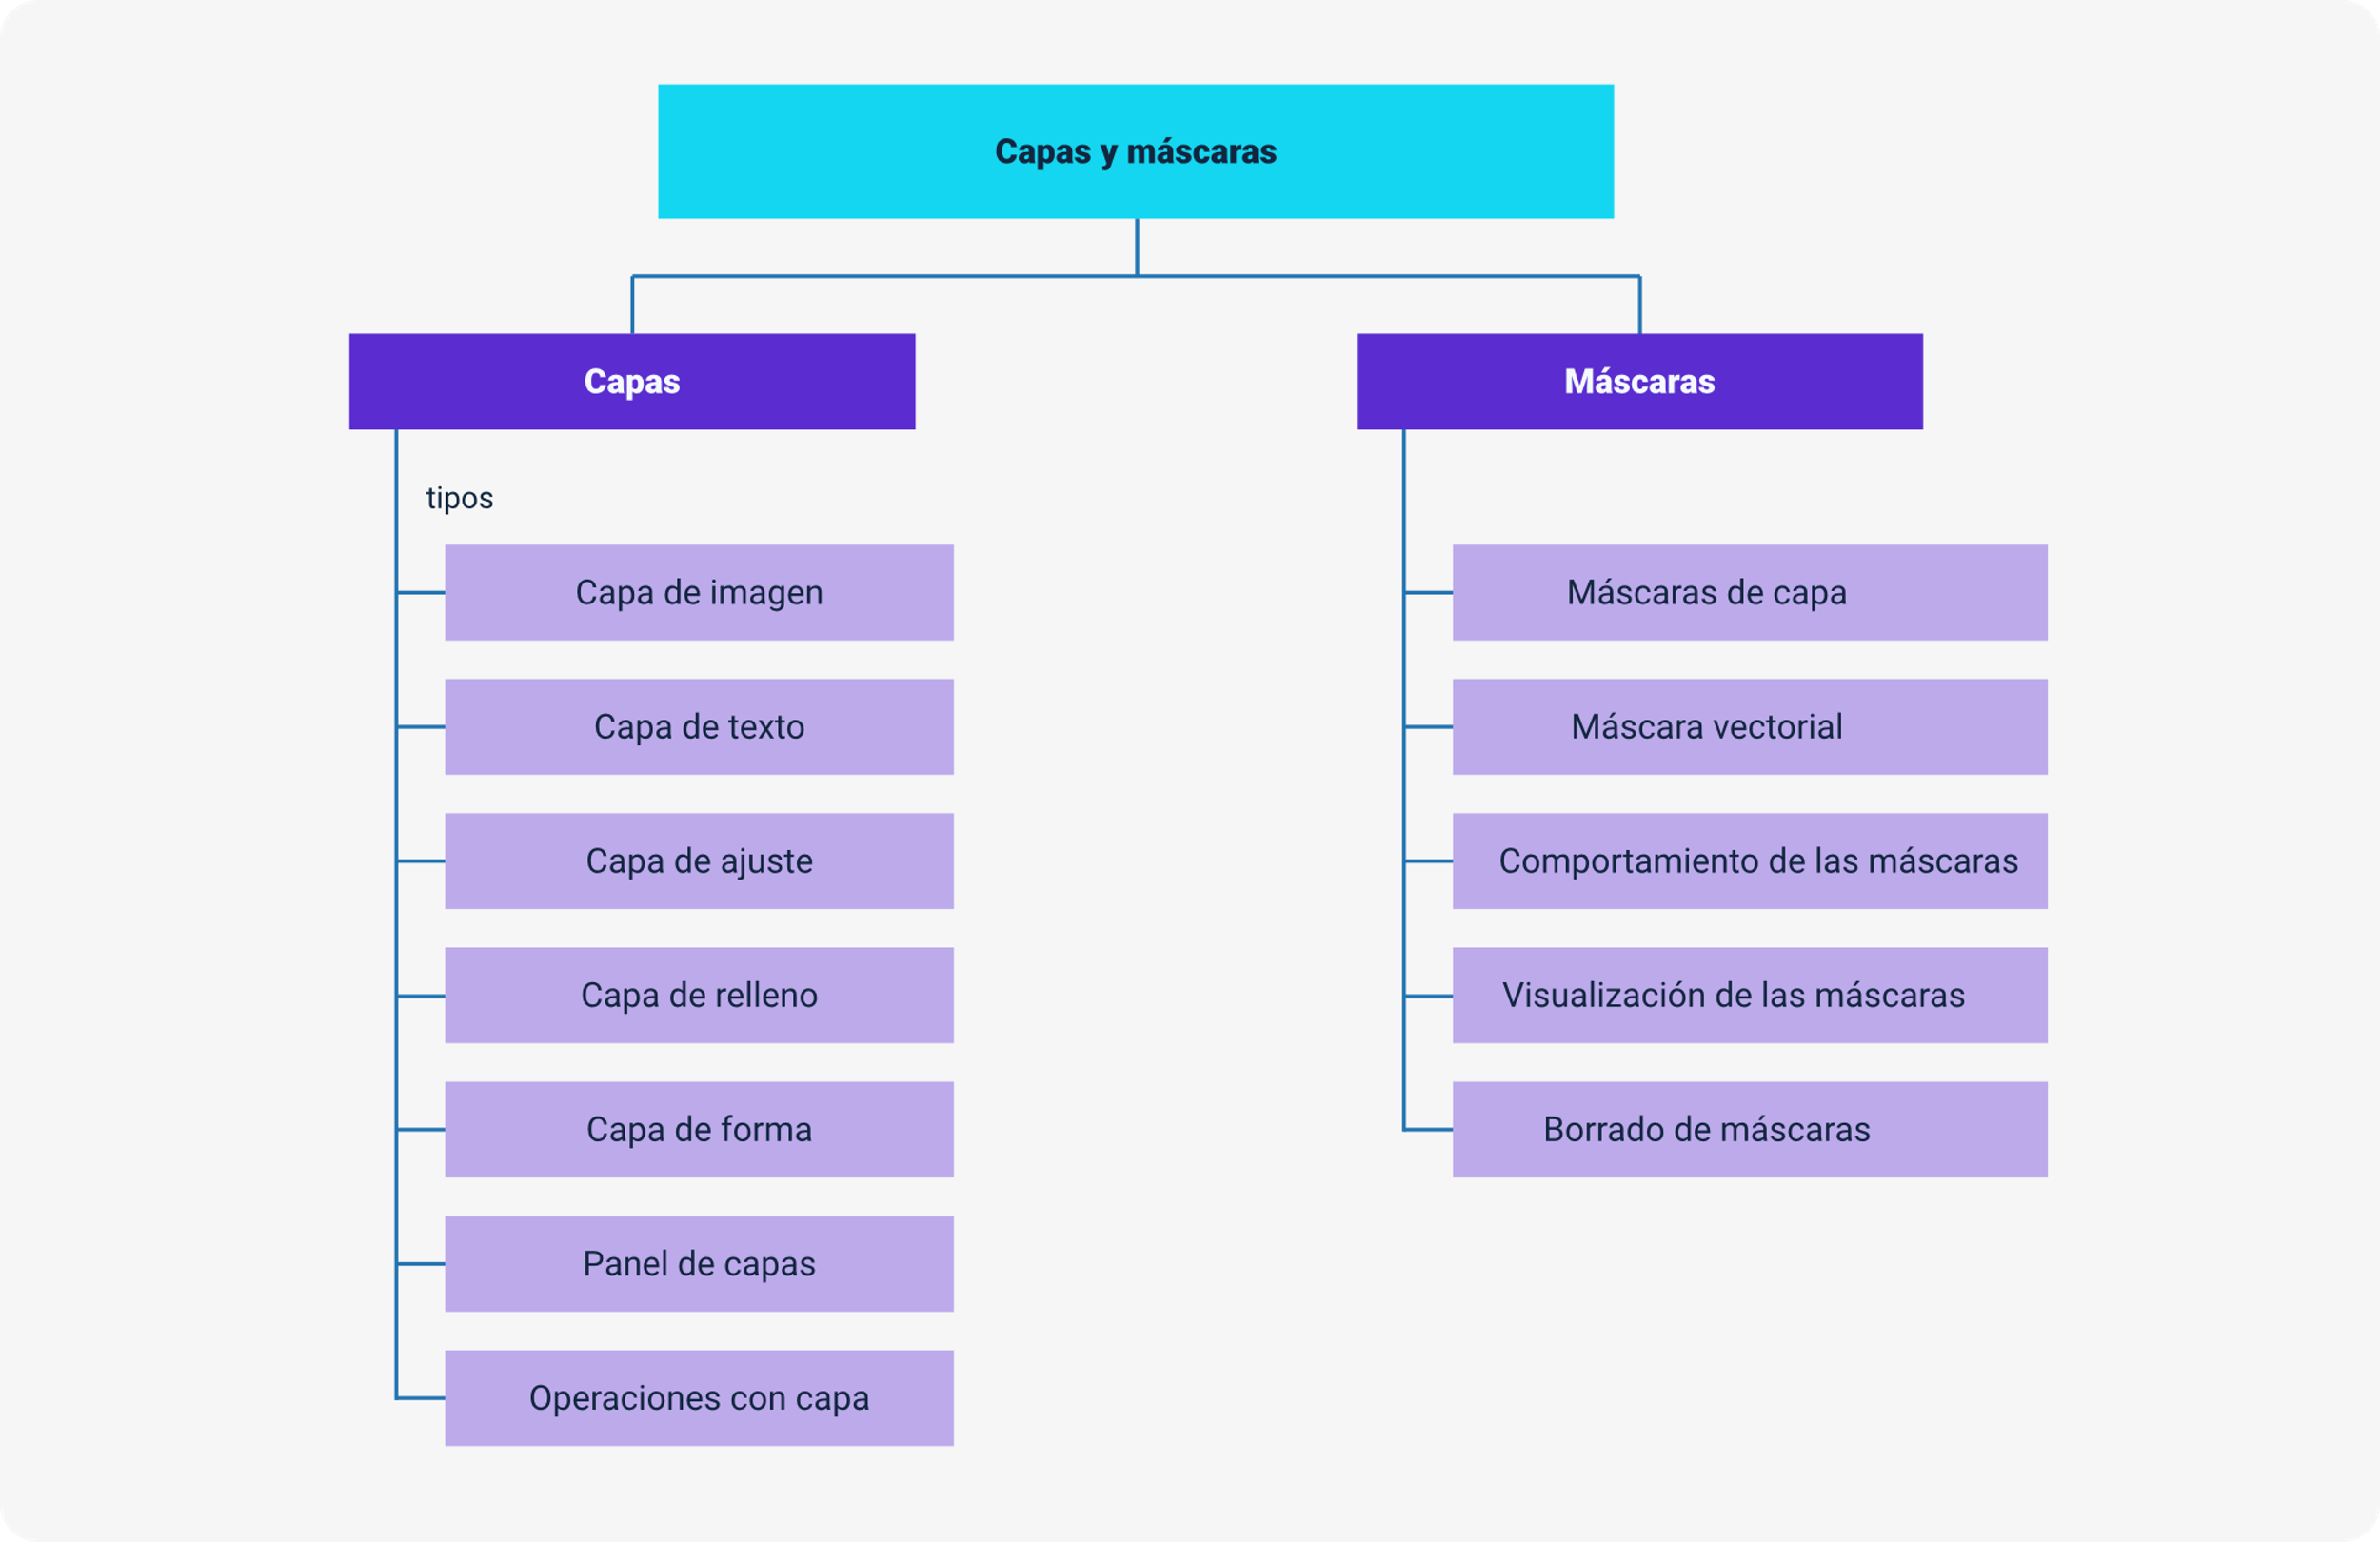 Capas y máscaras
Capas
tipos
Capa de imagen
Capa de texto
Capa de ajuste
Capa de relleno
Capa de forma
Panel de capas
Operaciones con capa
Máscaras
Máscaras de capa
Máscara vectorial
Comportamiento de las máscaras
Visualización de las máscaras
Borrado de máscaras